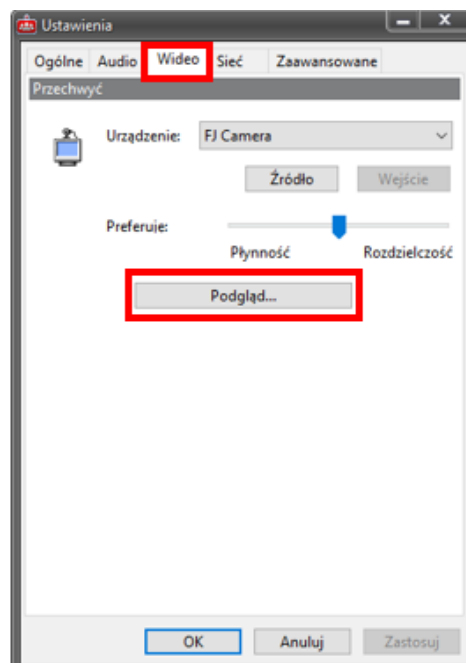 Ustawienia
Ogólne Audio Wideo Sieć Zaawansowane
Przechwyć
Urządzenie: FJ Camera
Źródło Wejście
Preferuje:
Płynność Rozdzielczość
Podgląd...
OK Anuluj Zastosuj